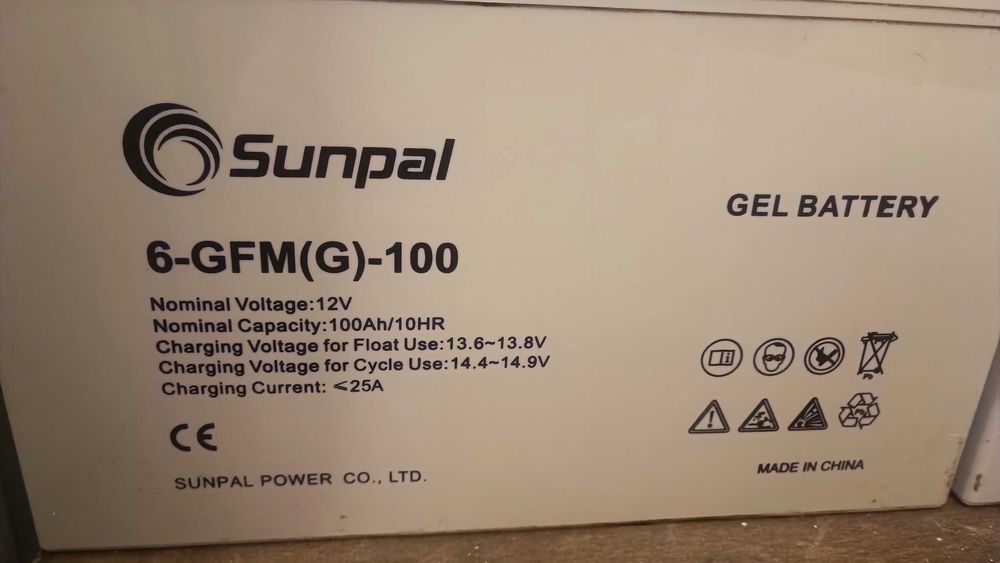 Sunpal
GEL BATTERY
6-GFM(G)-100
Nominal Voltage:12V
Nominal Capacity:100Ah/10HR
Charging Voltage for Float Use:13.6~13.8V
Charging Voltage for Cycle Use:14.4~14.9V
Charging Current: ≤25A
Pb
Pb
CE
SUNPAL POWER CO., LTD.
MADE IN CHINA